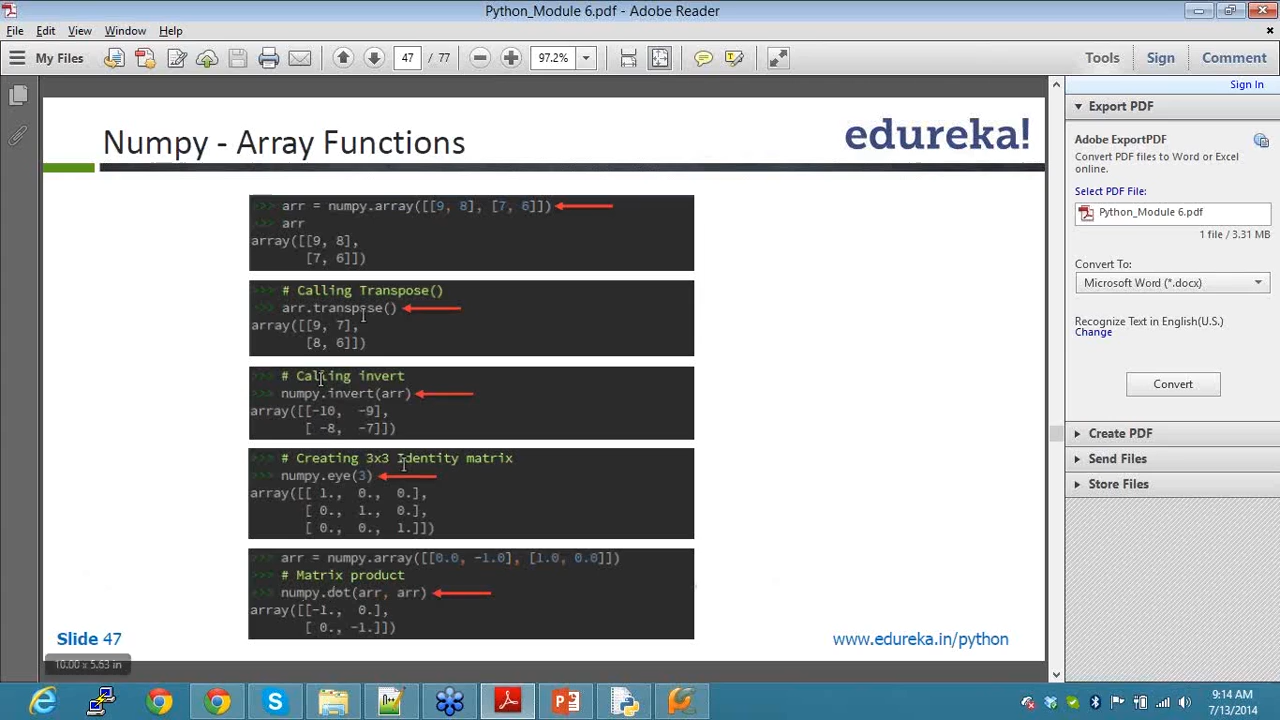 Python_Module 6.pdf - Adobe Reader
File Edit View Window Help
My Files 47 / 77 97.2% Tools Sign Comment
Sign In
Export PDF
Adobe ExportPDF
Convert PDF files to Word or Excel
online.
Select PDF File:
Python_Module 6.pdf
1 file / 3.31 MB
Convert To:
Microsoft Word (*.docx)
Recognize Text in English(U.S.)
Change
Convert
Create PDF
Send Files
Store Files
Numpy - Array Functions
edureka!
>>> arr = numpy.array([[9, 8], [7, 6]])
>>> arr
array([[9, 8],
[7, 6]])
>>> # Calling Transpose()
>>> arr.transpose()
array([[9, 7],
[8, 6]])
>>> # Calling invert
>>> numpy.invert(arr)
array([[-10, -9],
[ -8, -7]])
>>> # Creating 3x3 Identity matrix
>>> numpy.eye(3)
array([[ 1., 0., 0.],
[ 0., 1., 0.],
[ 0., 0., 1.]])
>>> arr = numpy.array([[0.0, -1.0], [1.0, 0.0]])
>>> # Matrix product
>>> numpy.dot(arr, arr)
array([[-1., 0.],
[ 0., -1.]])
Slide 47
www.edureka.in/python
10.00 x 5.63 in
9:14 AM
7/13/2014